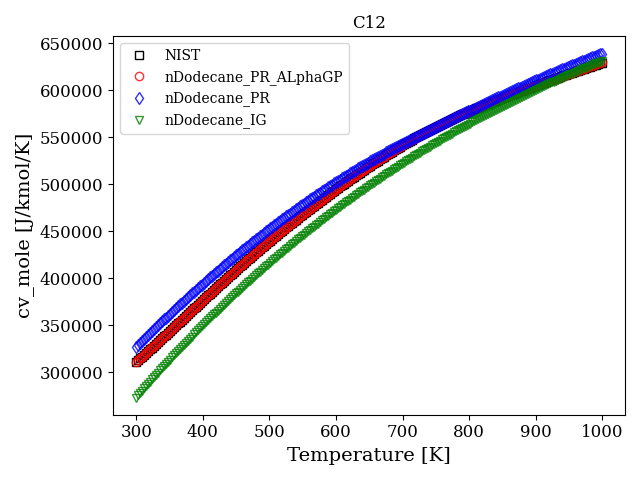 C12
NIST
nDodecane_PR_ALphaGP
nDodecane_PR
nDodecane_IG
cv_mole [J/kmol/K]
650000
600000
550000
500000
450000
400000
350000
300000
300 400 500 600 700 800 900 1000
Temperature [K]